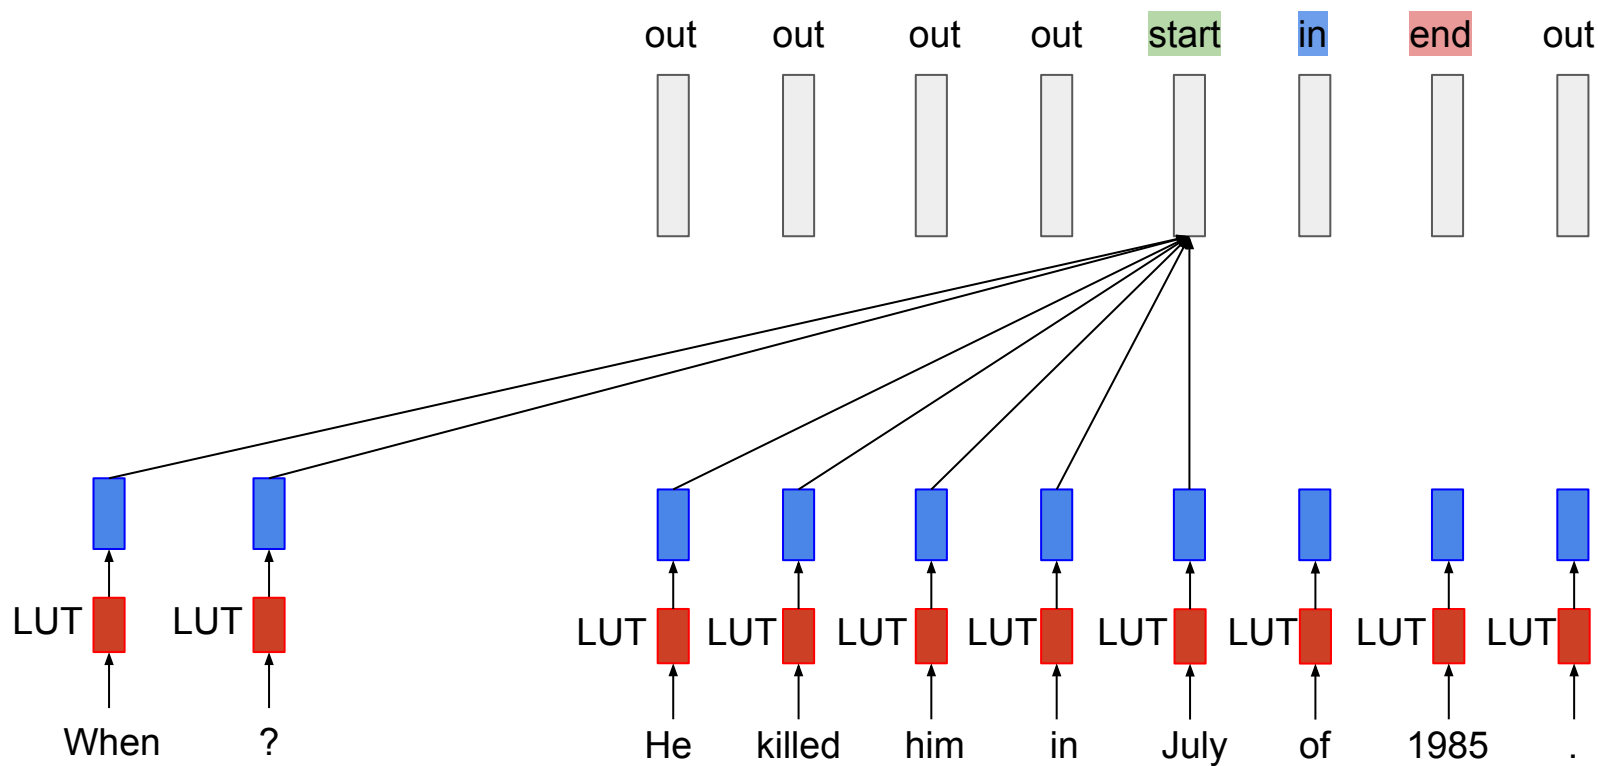 out out out out start in end out
LUT LUT LUT LUT LUT LUT LUT LUT LUT LUT
When ? He killed him in July of 1985 .